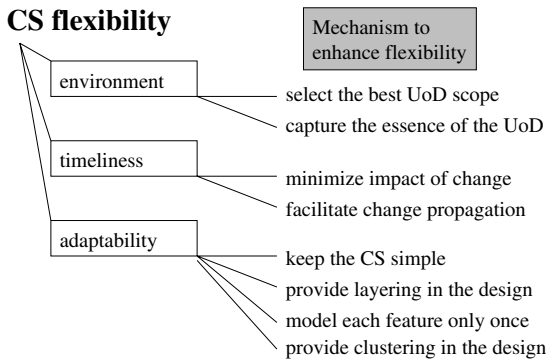 CS flexibility
Mechanism to
enhance flexibility
environment
select the best UoD scope
capture the essence of the UoD
timeliness
minimize impact of change
facilitate change propagation
adaptability
keep the CS simple
provide layering in the design
model each feature only once
provide clustering in the design